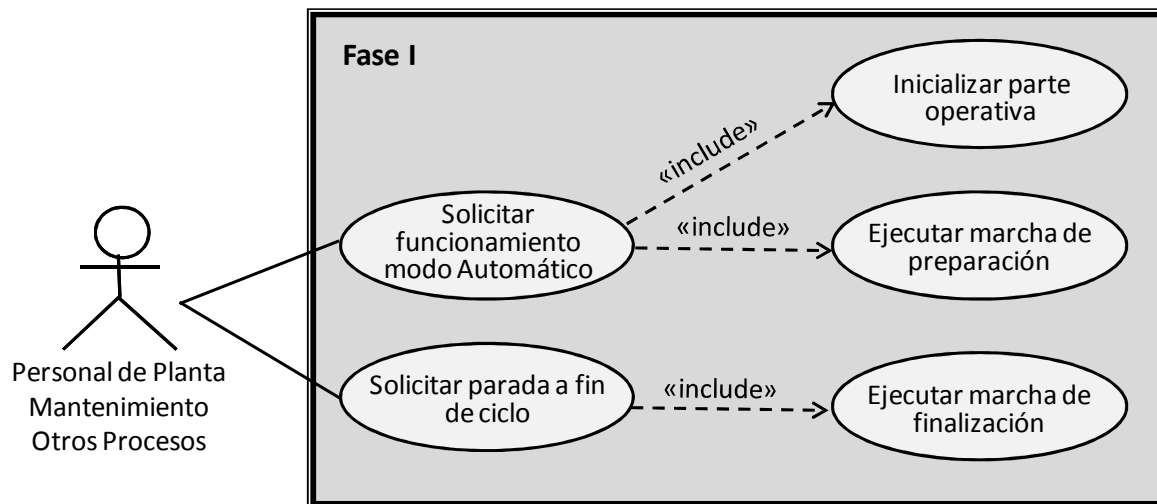 Fase I
Inicializar parte
operativa
«include»
Solicitar
funcionamiento
modo Automático
«include»
Ejecutar marcha de
preparación
Personal de Planta
Mantenimiento
Otros Procesos
Solicitar parada a fin
de ciclo
«include»
Ejecutar marcha de
finalización